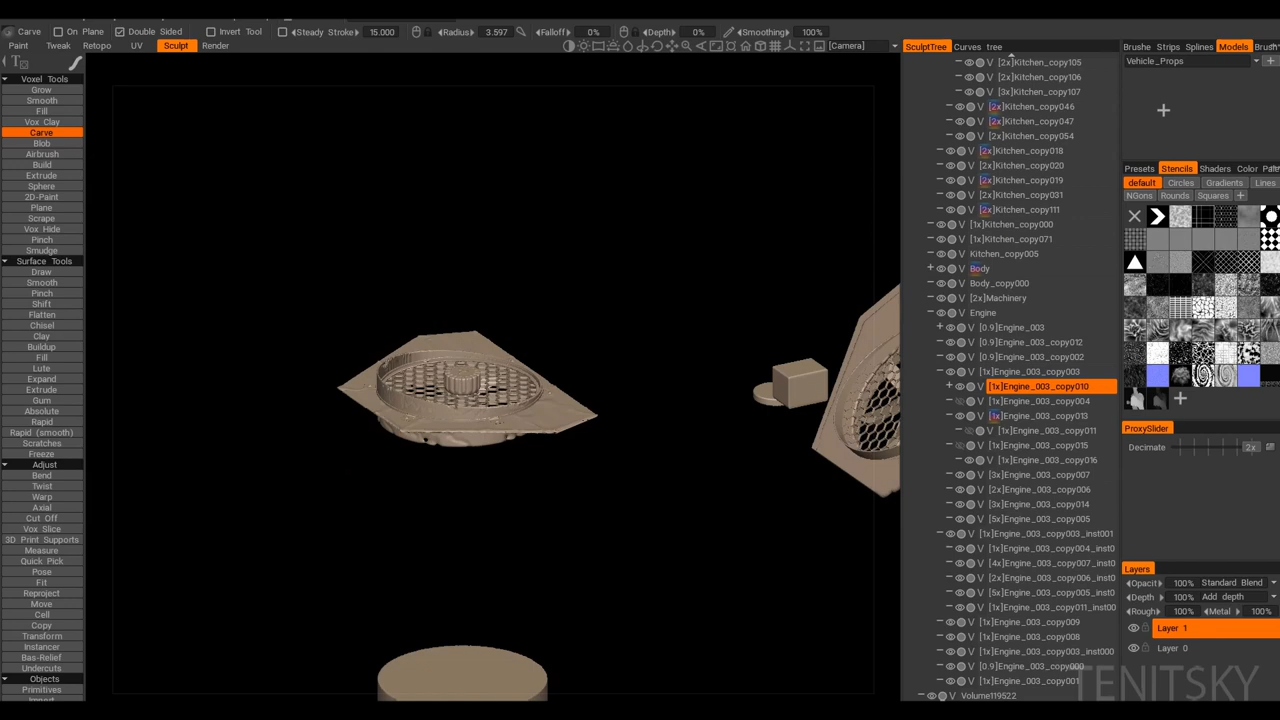 Carve On Plane Double Sided Invert Tool Steady Stroke 15.000 Radius 3.597 Falloff 0% Depth 0% Smoothing 100%
Paint Tweak Retopo UV Sculpt Render [Camera]
Voxel Tools
Grow
Smooth
Fill
Vox Clay
Carve
Blob
Airbrush
Build
Extrude
Sphere
2D-Paint
Plane
Scrape
Vox Hide
Pinch
Smudge
Surface Tools
Draw
Smooth
Pinch
Shift
Flatten
Chisel
Clay
Buildup
Fill
Lute
Expand
Extrude
Gum
Absolute
Rapid
Rapid (smooth)
Scratches
Freeze
Adjust
Bend
Twist
Warp
Axial
Cut Off
Vox Slice
3D Print Supports
Measure
Quick Pick
Pose
Fit
Reproject
Move
Cell
Copy
Transform
Instancer
Bas-Relief
Undercuts
Objects
Primitives
SculptTree Curves tree
V [2x]Kitchen_copy105
V [2x]Kitchen_copy106
V [3x]Kitchen_copy107
V [2x]Kitchen_copy046
V [2x]Kitchen_copy047
V [2x]Kitchen_copy054
V [2x]Kitchen_copy018
V [2x]Kitchen_copy020
V [2x]Kitchen_copy019
V [2x]Kitchen_copy031
V [2x]Kitchen_copy111
V [1x]Kitchen_copy000
V [1x]Kitchen_copy071
V Kitchen_copy005
V Body
V Body_copy000
V [2x]Machinery
V Engine
V [0.9]Engine_003
V [0.9]Engine_003_copy012
V [0.9]Engine_003_copy002
V [1x]Engine_003_copy003
V [1x]Engine_003_copy010
V [1x]Engine_003_copy004
V [1x]Engine_003_copy013
V [1x]Engine_003_copy011
V [1x]Engine_003_copy015
V [1x]Engine_003_copy016
V [3x]Engine_003_copy007
V [2x]Engine_003_copy006
V [3x]Engine_003_copy014
V [5x]Engine_003_copy005
V [1x]Engine_003_copy003_inst001
V [1x]Engine_003_copy004_inst0
V [4x]Engine_003_copy007_inst0
V [2x]Engine_003_copy006_inst0
V [5x]Engine_003_copy005_inst0
V [1x]Engine_003_copy011_inst00
V [1x]Engine_003_copy009
V [1x]Engine_003_copy008
V [1x]Engine_003_copy003_inst000
V [0.9]Engine_003_copy000
V [1x]Engine_003_copy001
V Volume119522
Brushe Strips Splines Models Brush
Vehicle_Props
Presets Stencils Shaders Color
default Circles Gradients Lines
NGons Rounds Squares
ProxySlider
Decimate 2x
Layers
Opacit 100% Standard Blend
Depth 100% Add depth
Rough 100% Metal 100%
Layer 1
Layer 0
TENITSKY